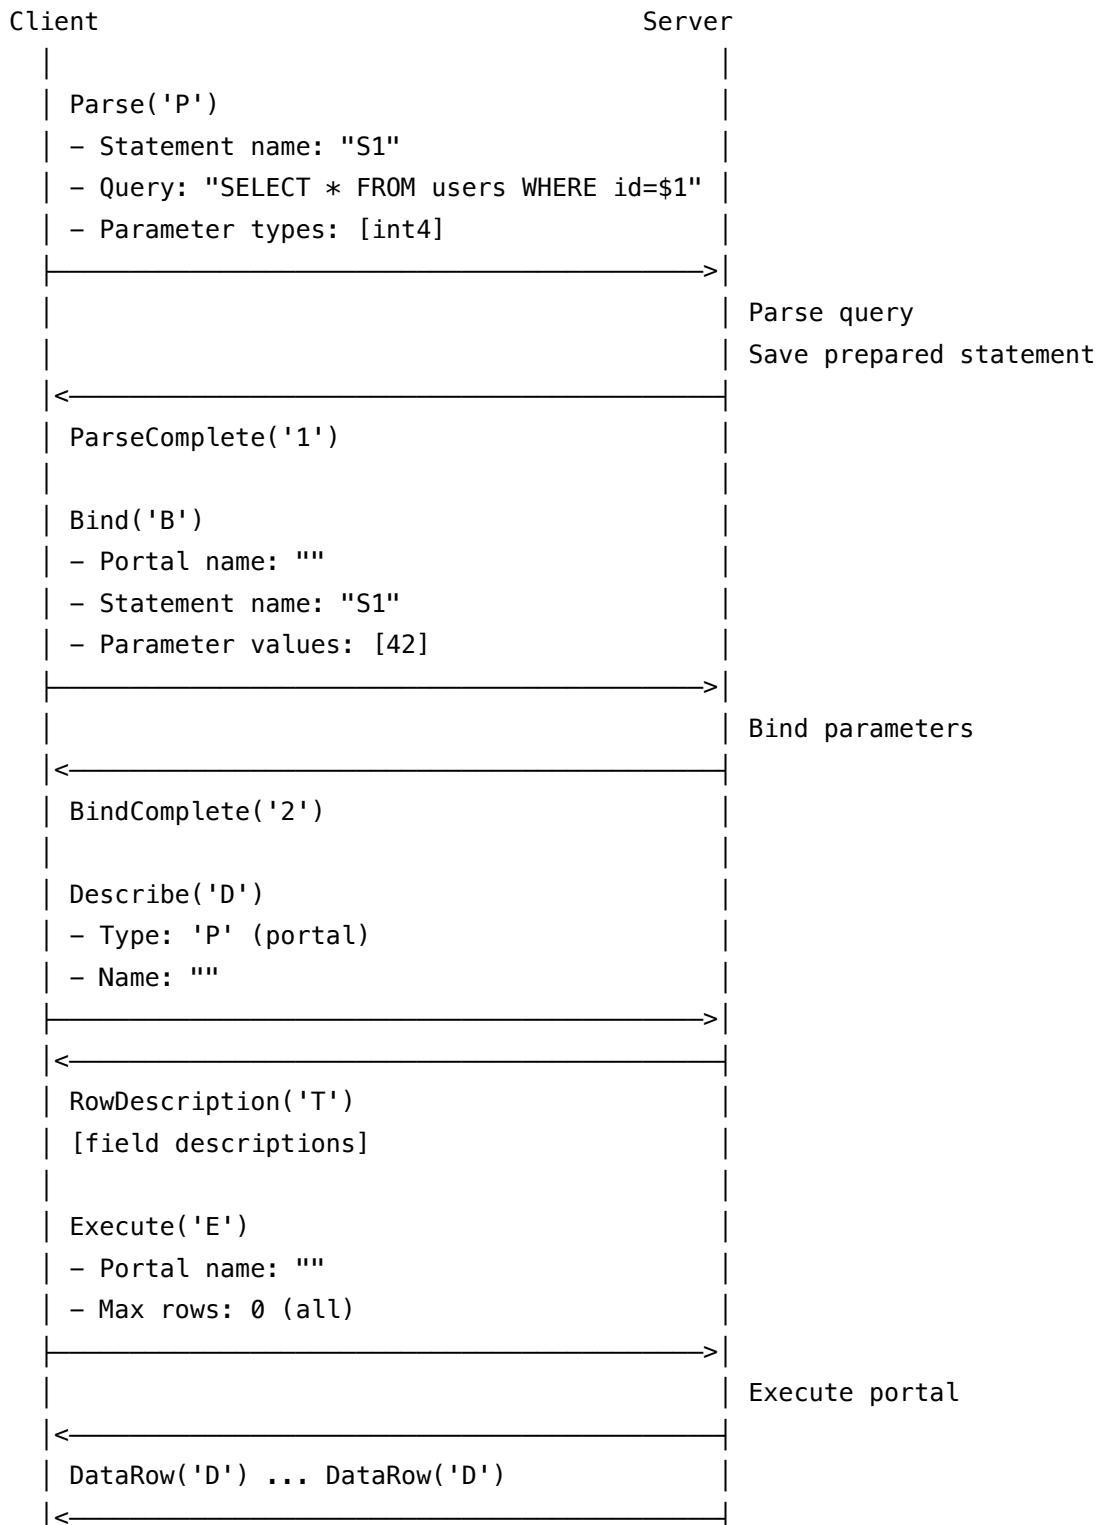 Client Server
Parse('P')
- Statement name: "S1"
- Query: "SELECT * FROM users WHERE id=$1"
- Parameter types: [int4]
Parse query
Save prepared statement
ParseComplete('1')
Bind('B')
- Portal name: ""
- Statement name: "S1"
- Parameter values: [42]
Bind parameters
BindComplete('2')
Describe('D')
- Type: 'P' (portal)
- Name: ""
RowDescription('T')
[field descriptions]
Execute('E')
- Portal name: ""
- Max rows: 0 (all)
Execute portal
DataRow('D') ... DataRow('D')